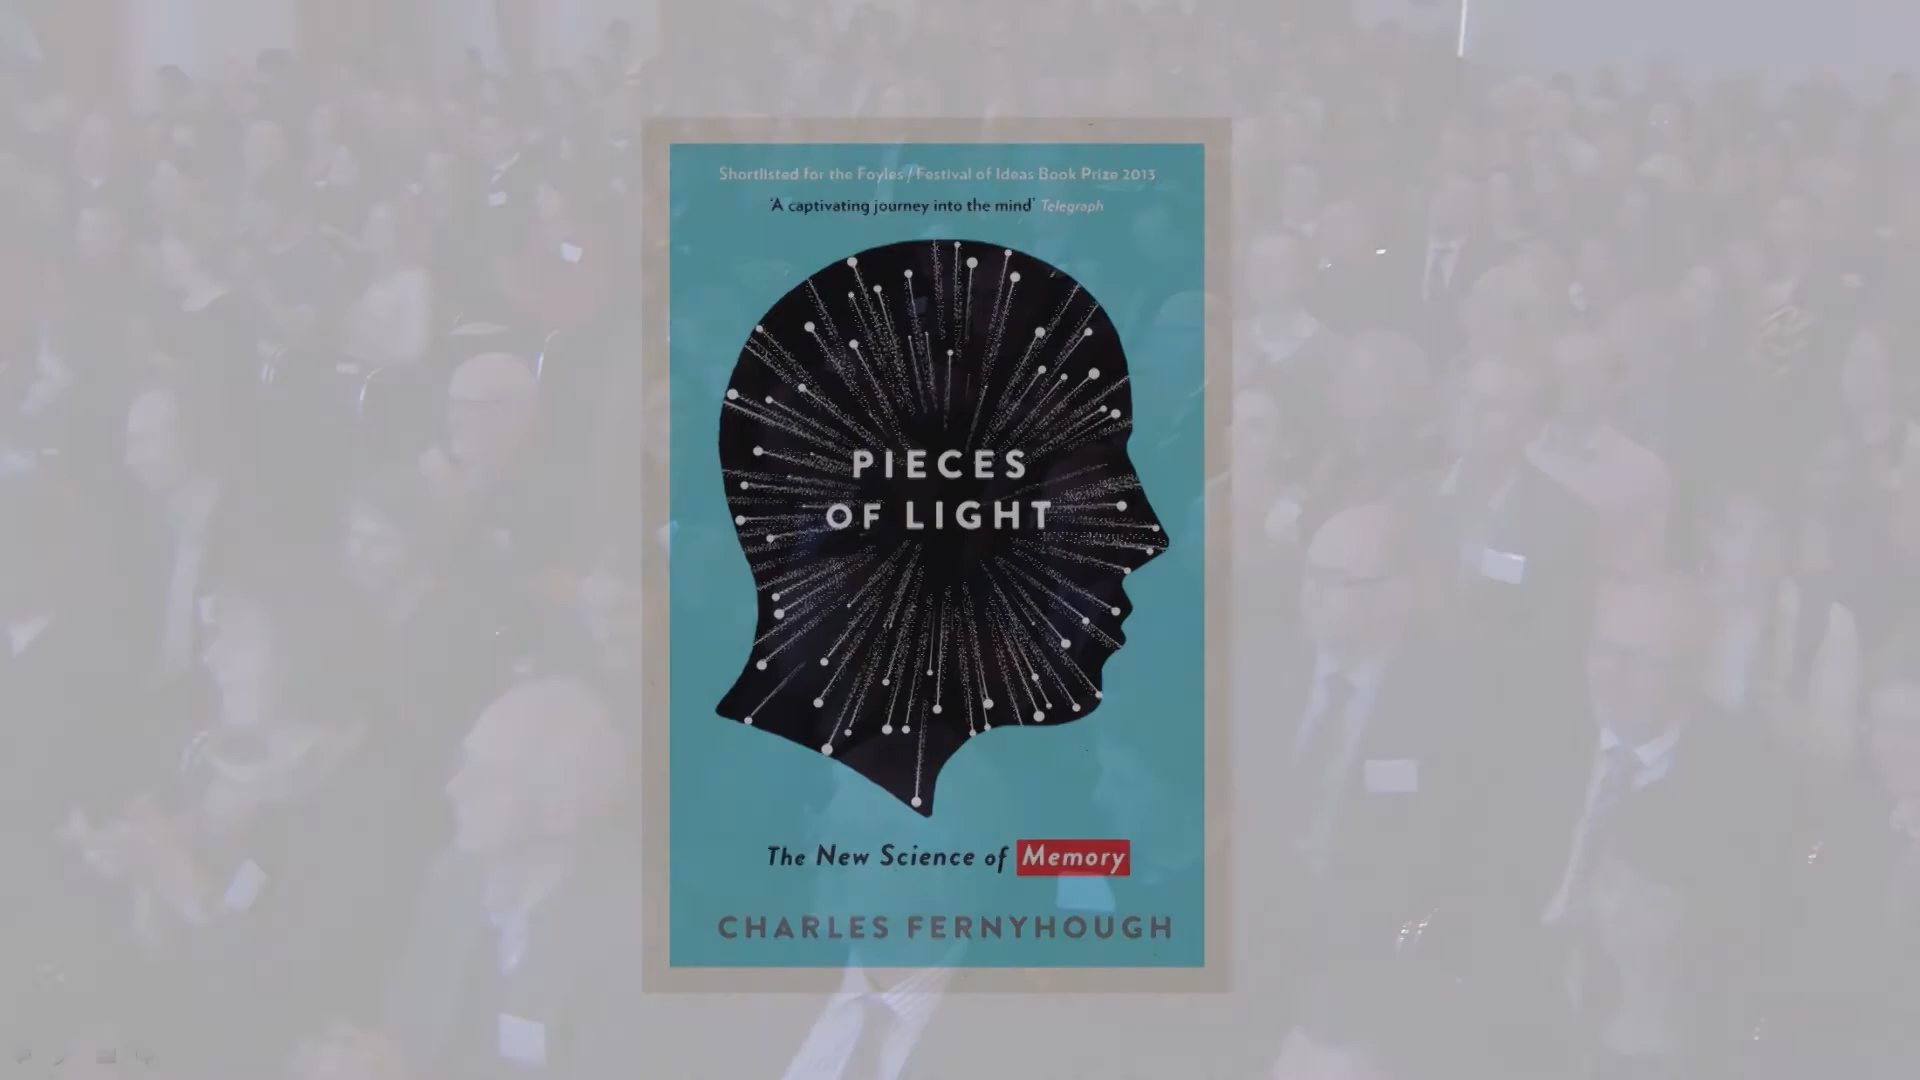 Shortlisted for the Foyles / Festival of Ideas Book Prize 2013
'A captivating journey into the mind' Telegraph
PIECES
OF LIGHT
The New Science of Memory
CHARLES FERNYHOUGH